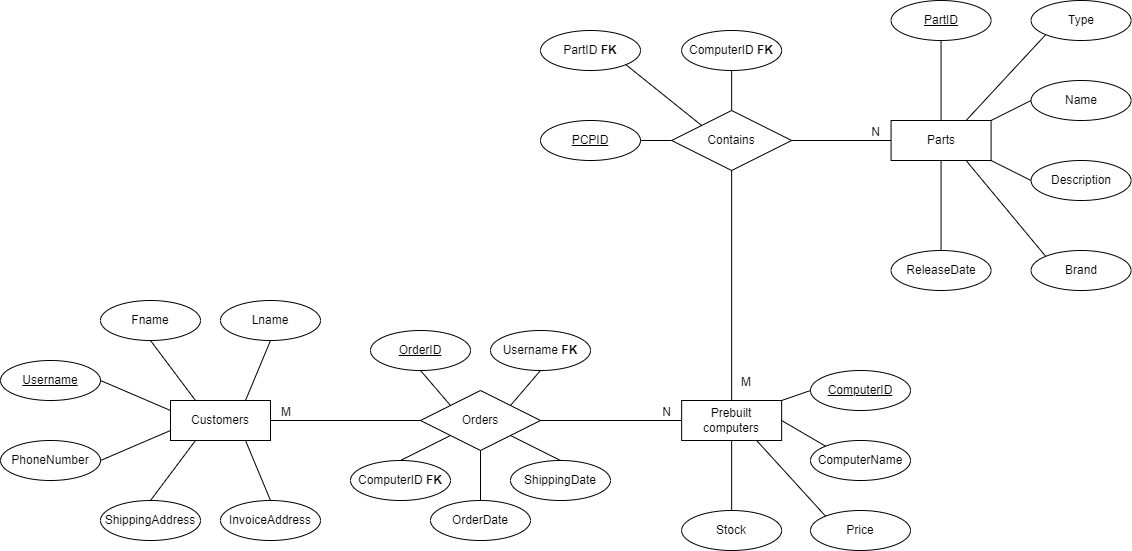 PartID
Type
PartID FK
ComputerID FK
Name
PCPID
Contains
N
Parts
Description
ReleaseDate
Brand
Fname
Lname
OrderID
Username FK
Username
M
ComputerID
Customers
M
Orders
N
Prebuilt
computers
PhoneNumber
ComputerID FK
ShippingDate
ComputerName
ShippingAddress
InvoiceAddress
OrderDate
Stock
Price